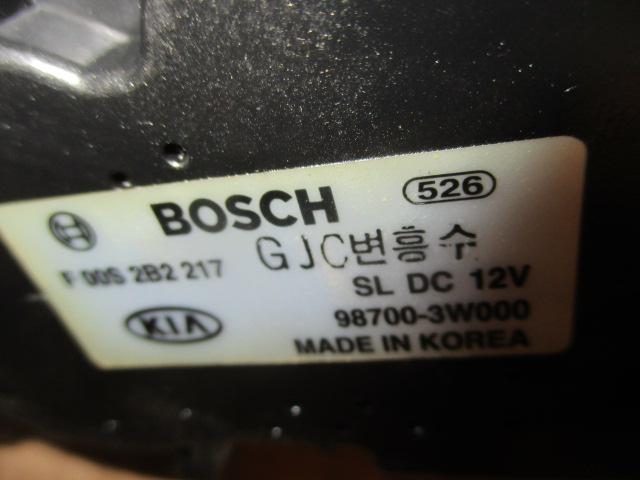 BOSCH 526
GJC변흥수
F 00S 2B2 217
SL DC 12V
KIA 98700-3W000
MADE IN KOREA